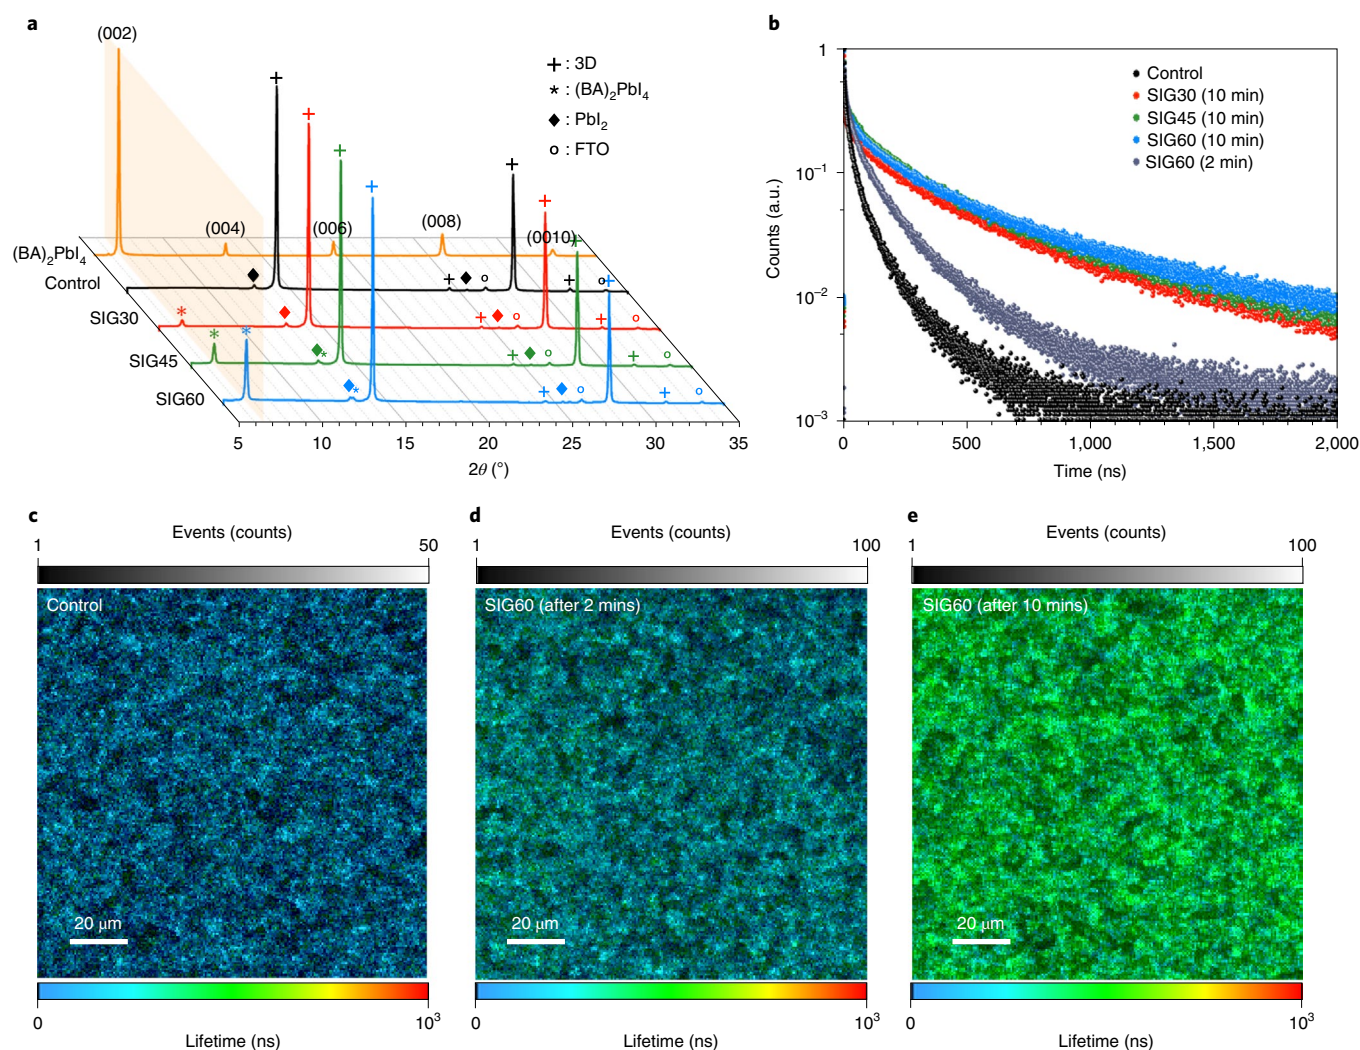 a
(002)
+ : 3D
* : (BA)₂PbI₄
◆ : PbI₂
o : FTO
(004)
(006)
(008)
(0010)
(BA)₂PbI₄
Control
SIG30
SIG45
SIG60
5 10 15 20 25 30 35
2θ (°)
b
1
10⁻¹
10⁻²
10⁻³
Counts (a.u.)
Control
SIG30 (10 min)
SIG45 (10 min)
SIG60 (10 min)
SIG60 (2 min)
0 500 1,000 1,500 2,000
Time (ns)
c
Events (counts)
1 50
Control
20 μm
0 10³
Lifetime (ns)
d
Events (counts)
1 100
SIG60 (after 2 mins)
20 μm
0 10³
Lifetime (ns)
e
Events (counts)
1 100
SIG60 (after 10 mins)
20 μm
0 10³
Lifetime (ns)